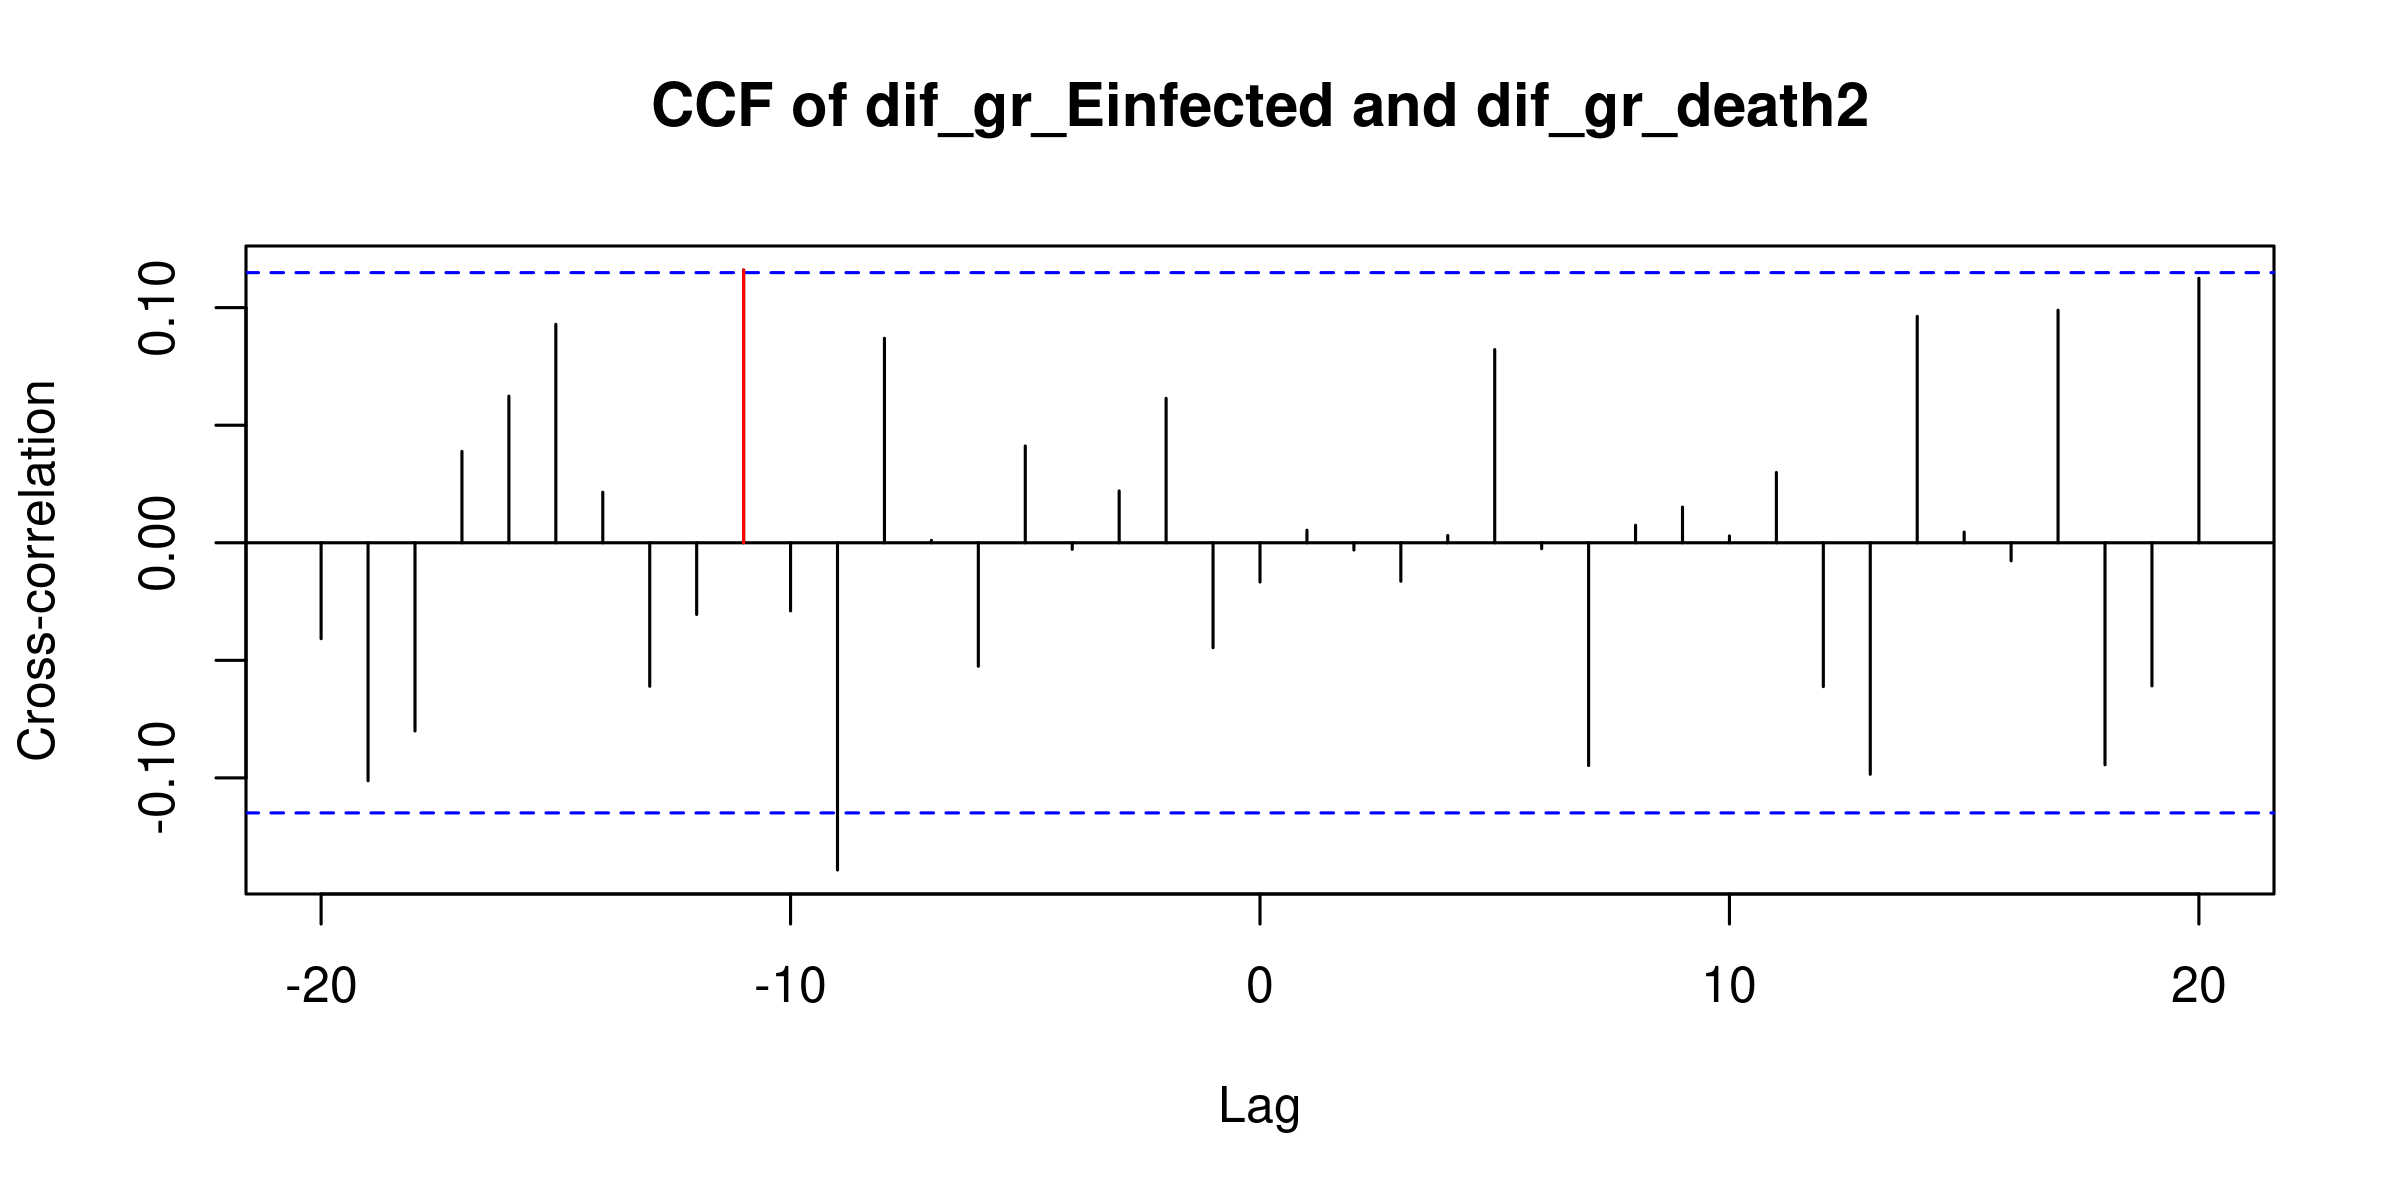 CCF of dif_gr_Einfected and dif_gr_death2
Cross-correlation
0.10
0.00
-0.10
-20 -10 0 10 20
Lag